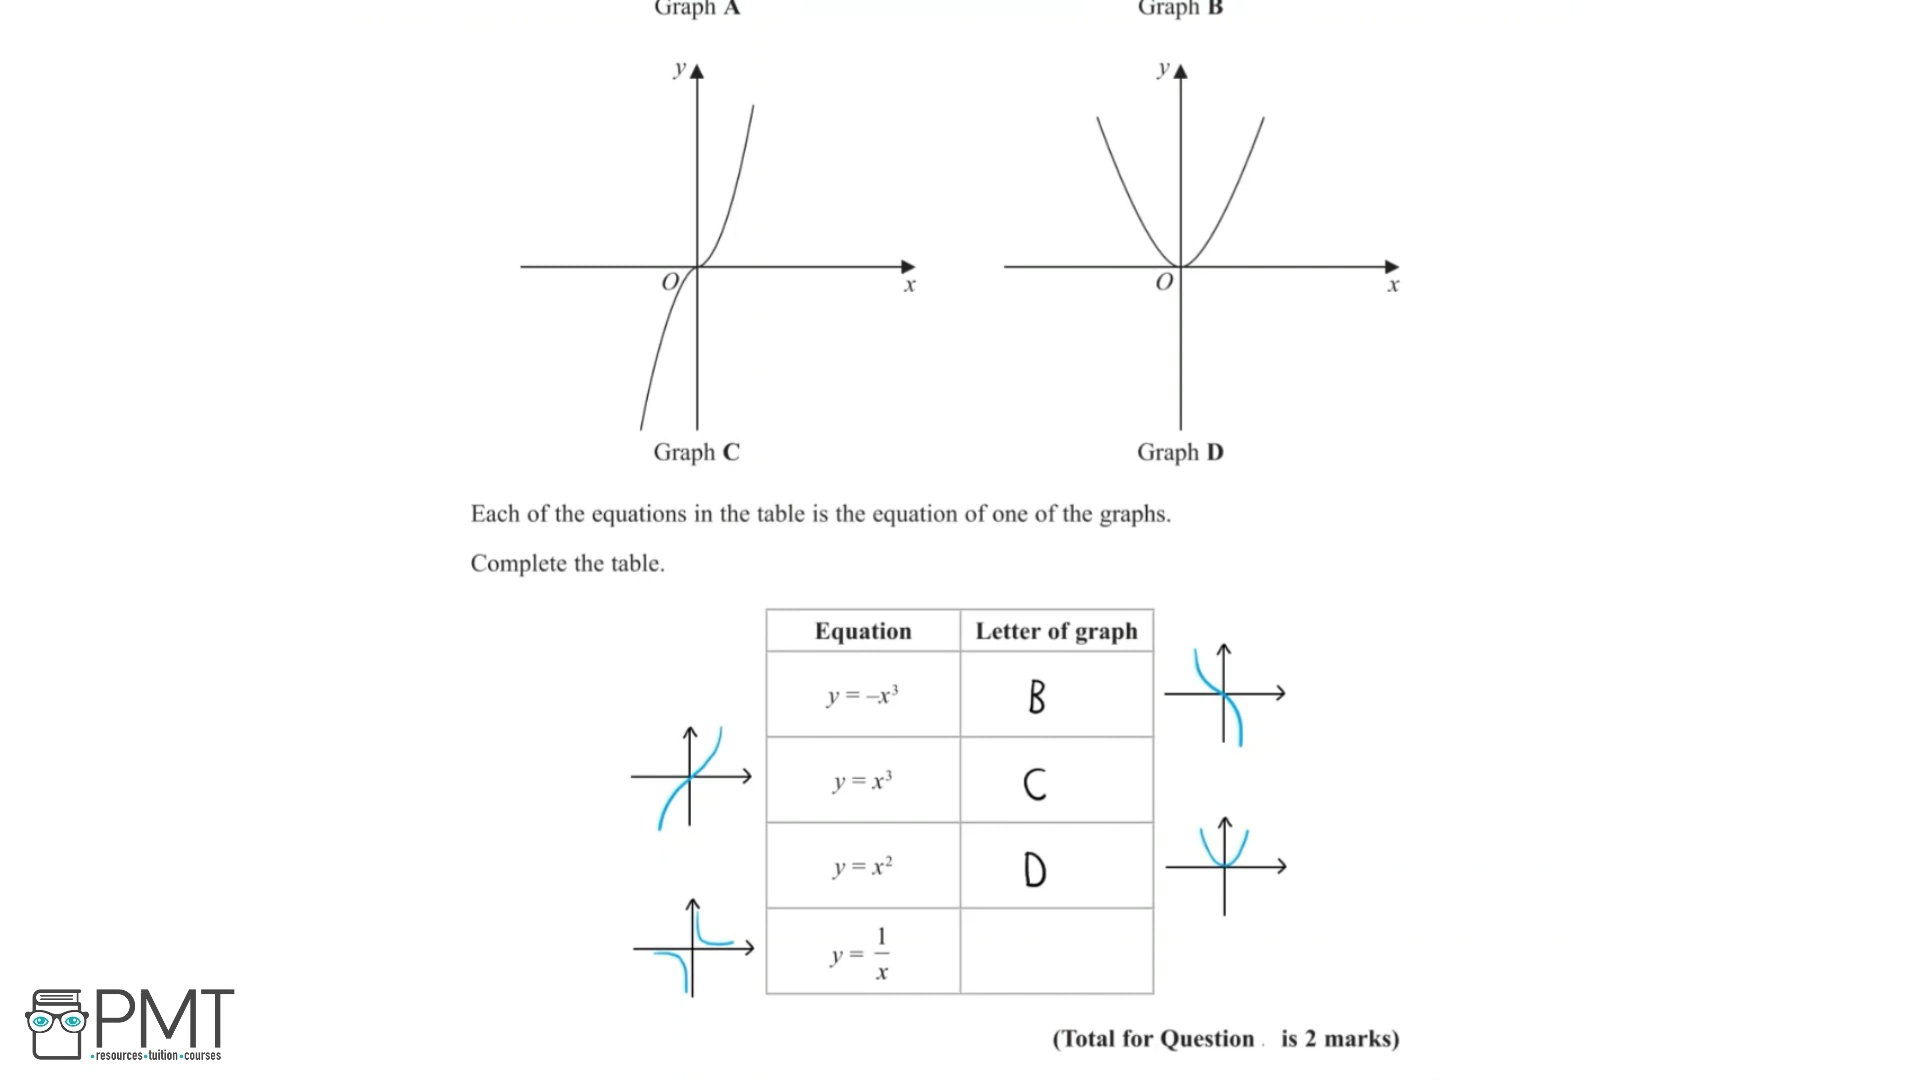 Graph A
Graph B
y
y
O
x
O
x
Graph C
Graph D
Each of the equations in the table is the equation of one of the graphs.
Complete the table.
Equation Letter of graph
y = –x³ B
y = x³ C
y = x² D
y = 1/x
(Total for Question . is 2 marks)
PMT
•resources•tuition•courses